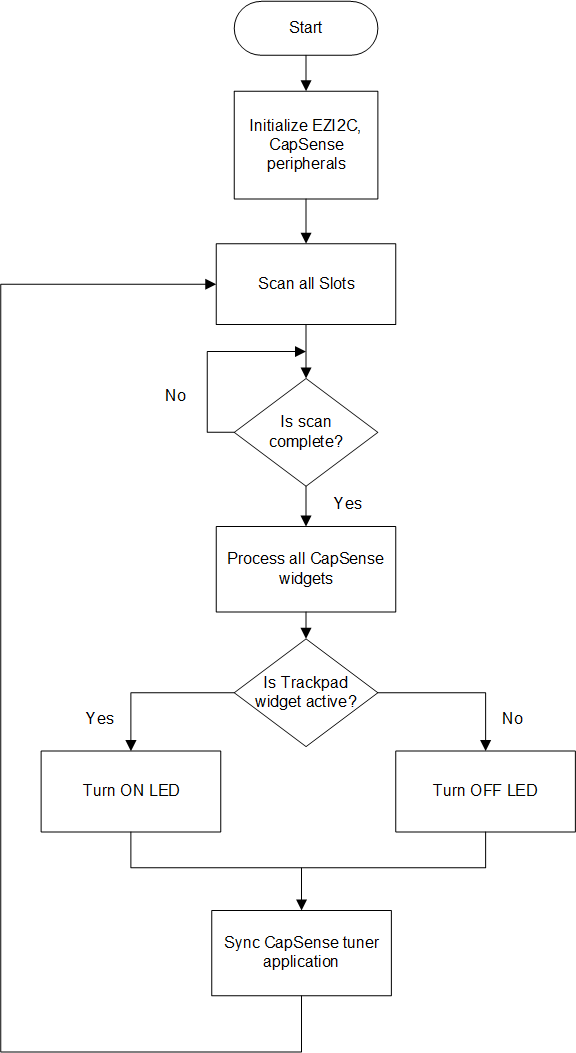 Start
Initialize EZI2C,
CapSense
peripherals
Scan all Slots
No
Is scan
complete?
Yes
Process all CapSense
widgets
Is Trackpad
widget active?
Yes
No
Turn ON LED
Turn OFF LED
Sync CapSense tuner
application